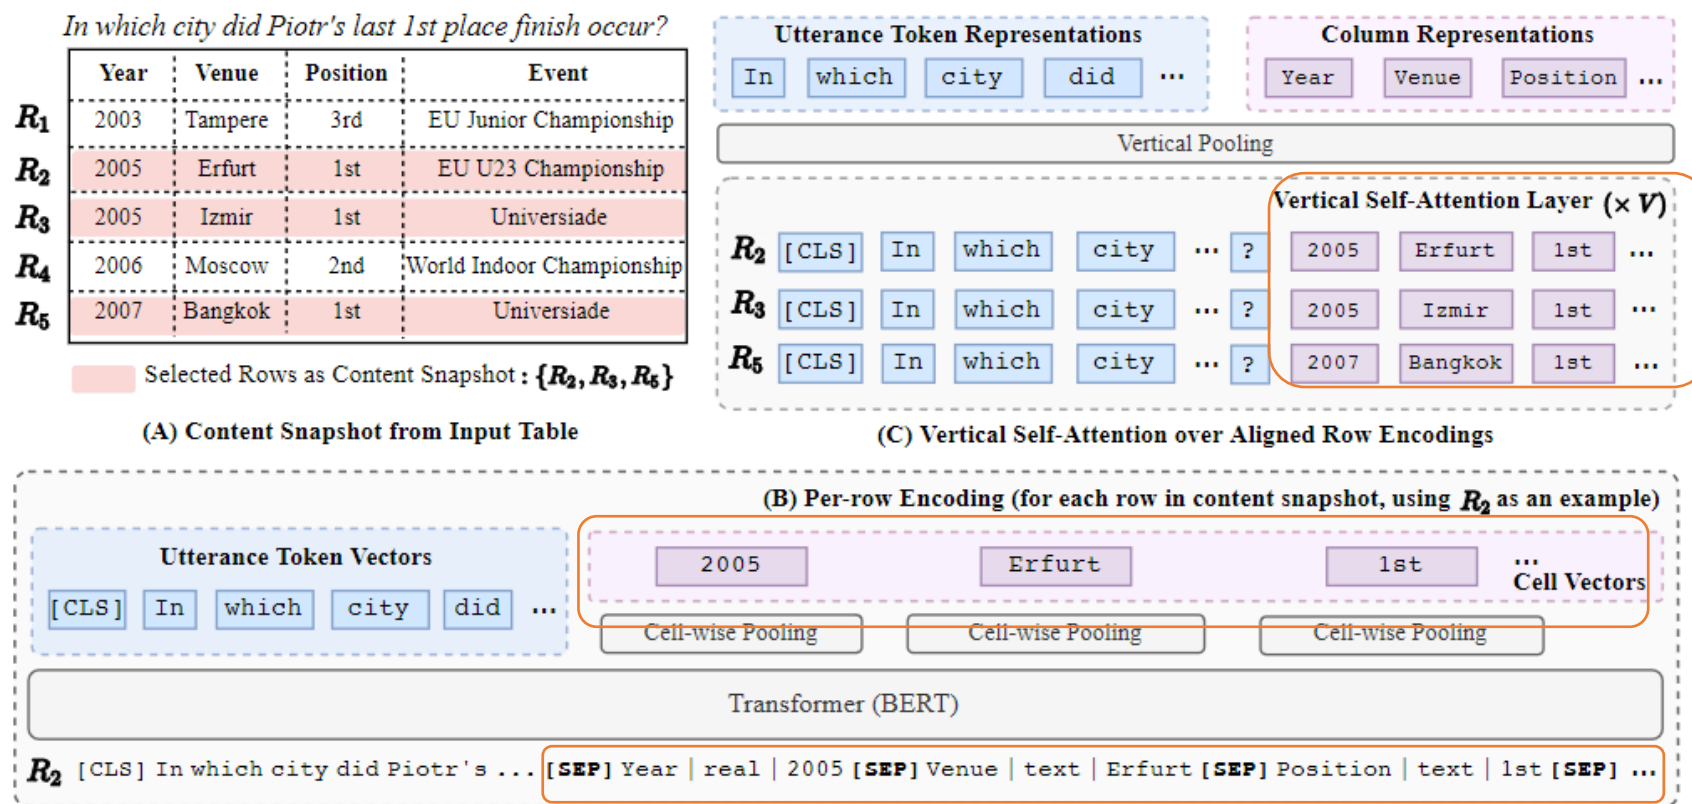 In which city did Piotr's last 1st place finish occur?
Year Venue Position Event
R1 2003 Tampere 3rd EU Junior Championship
R2 2005 Erfurt 1st EU U23 Championship
R3 2005 Izmir 1st Universiade
R4 2006 Moscow 2nd World Indoor Championship
R5 2007 Bangkok 1st Universiade
Selected Rows as Content Snapshot : {R2, R3, R5}
(A) Content Snapshot from Input Table
Utterance Token Representations
In which city did ...
Column Representations
Year Venue Position ...
Vertical Pooling
Vertical Self-Attention Layer (× V)
R2 [CLS] In which city ... ? 2005 Erfurt 1st ...
R3 [CLS] In which city ... ? 2005 Izmir 1st ...
R5 [CLS] In which city ... ? 2007 Bangkok 1st ...
(C) Vertical Self-Attention over Aligned Row Encodings
(B) Per-row Encoding (for each row in content snapshot, using R2 as an example)
Utterance Token Vectors
[CLS] In which city did ...
2005 Erfurt 1st ...
Cell Vectors
Cell-wise Pooling Cell-wise Pooling Cell-wise Pooling
Transformer (BERT)
R2 [CLS] In which city did Piotr's ... [SEP] Year | real | 2005 [SEP] Venue | text | Erfurt [SEP] Position | text | 1st [SEP] ...